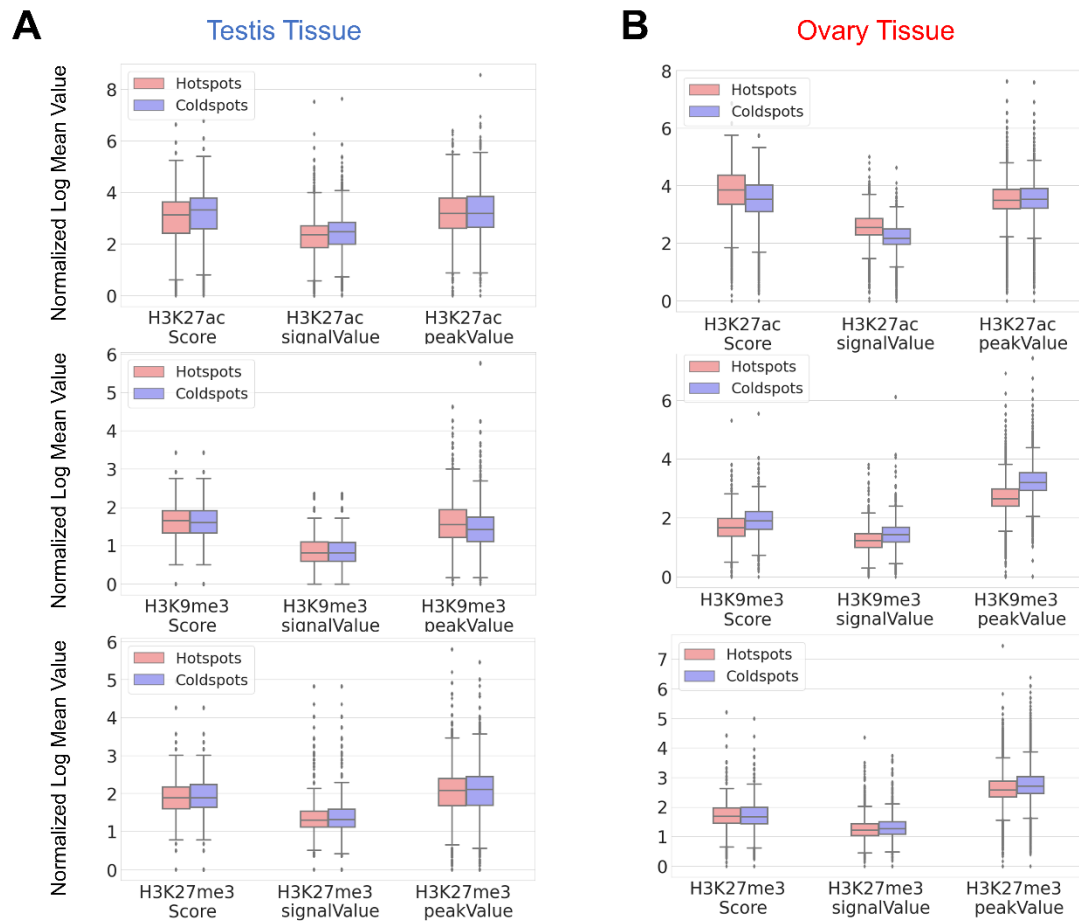 A
Testis Tissue
Normalized Log Mean Value
8
6
4
2
0
Hotspots
Coldspots
H3K27ac
Score
H3K27ac
signalValue
H3K27ac
peakValue
Normalized Log Mean Value
6
5
4
3
2
1
0
Hotspots
Coldspots
H3K9me3
Score
H3K9me3
signalValue
H3K9me3
peakValue
Normalized Log Mean Value
6
5
4
3
2
1
0
Hotspots
Coldspots
H3K27me3
Score
H3K27me3
signalValue
H3K27me3
peakValue
B
Ovary Tissue
8
6
4
2
0
Hotspots
Coldspots
H3K27ac
Score
H3K27ac
signalValue
H3K27ac
peakValue
6
4
2
0
Hotspots
Coldspots
H3K9me3
Score
H3K9me3
signalValue
H3K9me3
peakValue
7
6
5
4
3
2
1
0
Hotspots
Coldspots
H3K27me3
Score
H3K27me3
signalValue
H3K27me3
peakValue